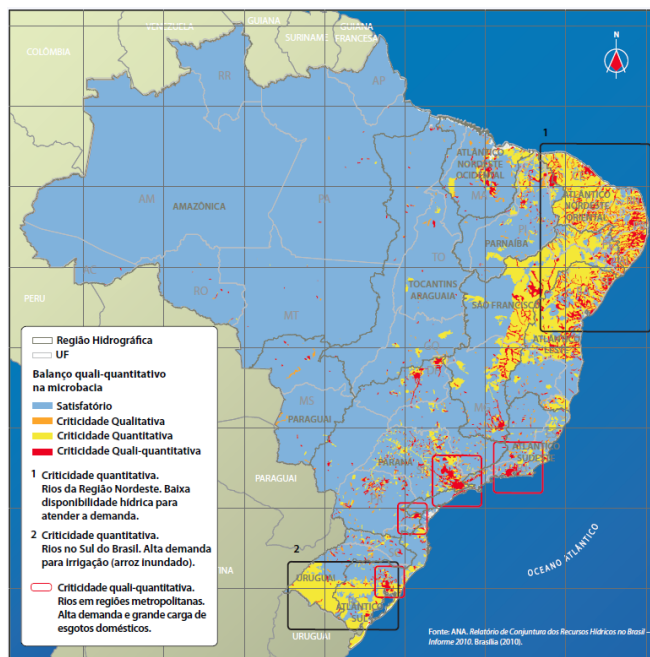 VENEZUELA
GUIANA
SURINAME
GUIANA
FRANCESA
COLÔMBIA
N
RR
AP
1
ATLÂNTICO
NORDESTE
OCIDENTAL
MA
ATLÂNTICO
NORDESTE
ORIENTAL
AM
AMAZÔNICA
PA
PARNAÍBA
AC
TO
TOCANTINS
ARAGUAIA
SÃO FRANCISCO
RO
PERU
MT
ATLÂNTICO
LESTE
Região Hidrográfica
UF
Balanço quali-quantitativo
na microbacia
Satisfatório
Criticidade Qualitativa
Criticidade Quantitativa
Criticidade Quali-quantitativa
MS
PARAGUAI
ATLÂNTICO
SUDESTE
PARANÁ
PARAGUAI
1 Criticidade quantitativa.
Rios da Região Nordeste. Baixa
disponibilidade hídrica para
atender a demanda.
2 Criticidade quantitativa.
Rios no Sul do Brasil. Alta demanda
para irrigação (arroz inundado).
2
OCEANO ATLÂNTICO
Criticidade quali-quantitativa.
Rios em regiões metropolitanas.
Alta demanda e grande carga de
esgotos domésticos.
TINA
URUGUAI
ATLÂNTICO
SUL
URUGUAI
Fonte: ANA. Relatório de Conjuntura dos Recursos Hídricos no Brasil –
Informe 2010. Brasília (2010).